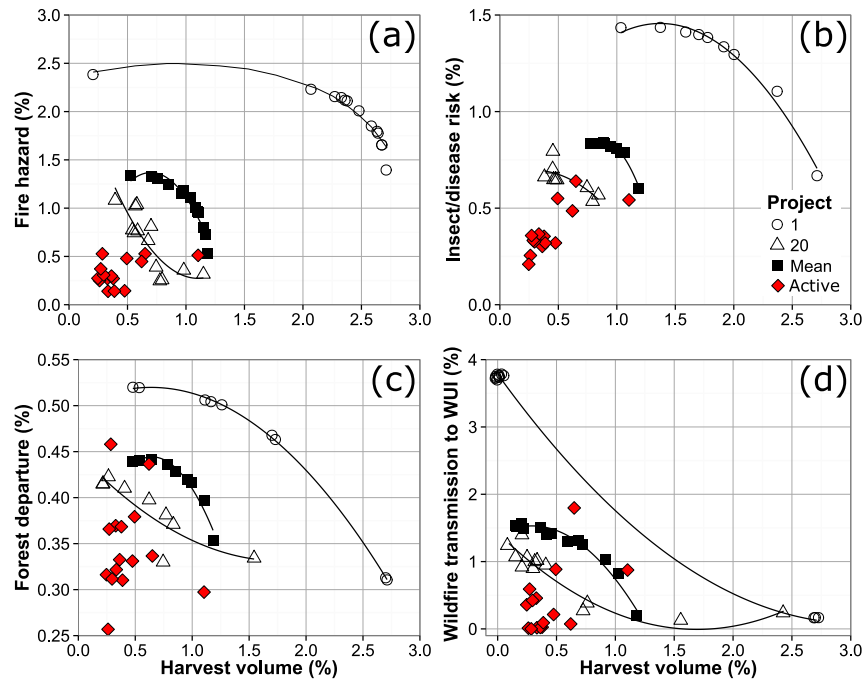 (a)
Fire hazard (%)
3.0
2.5
2.0
1.5
1.0
0.5
0.0
0.0 0.5 1.0 1.5 2.0 2.5 3.0
(b)
Insect/disease risk (%)
1.5
1.0
0.5
0.0
Project
1
20
Mean
Active
0.0 0.5 1.0 1.5 2.0 2.5 3.0
(c)
Forest departure (%)
0.55
0.50
0.45
0.40
0.35
0.30
0.25
0.0 0.5 1.0 1.5 2.0 2.5 3.0
Harvest volume (%)
(d)
Wildfire transmission to WUI (%)
4
3
2
1
0
0.0 0.5 1.0 1.5 2.0 2.5 3.0
Harvest volume (%)